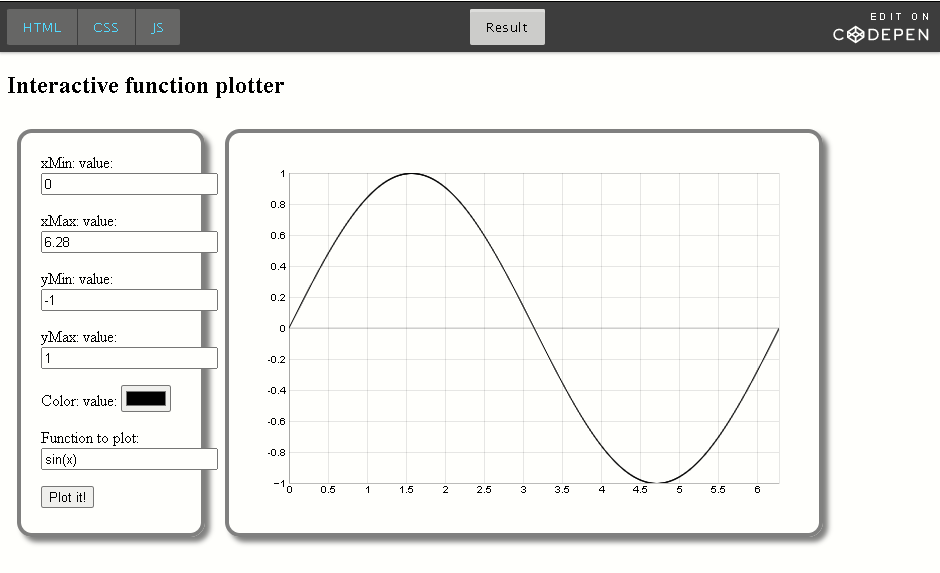 HTML CSS JS Result EDIT ON
CODEPEN
Interactive function plotter
xMin: value:
0
xMax: value:
6.28
yMin: value:
-1
yMax: value:
1
Color: value:
Function to plot:
sin(x)
Plot it!
1
0.8
0.6
0.4
0.2
0
-0.2
-0.4
-0.6
-0.8
−1
0 0.5 1 1.5 2 2.5 3 3.5 4 4.5 5 5.5 6